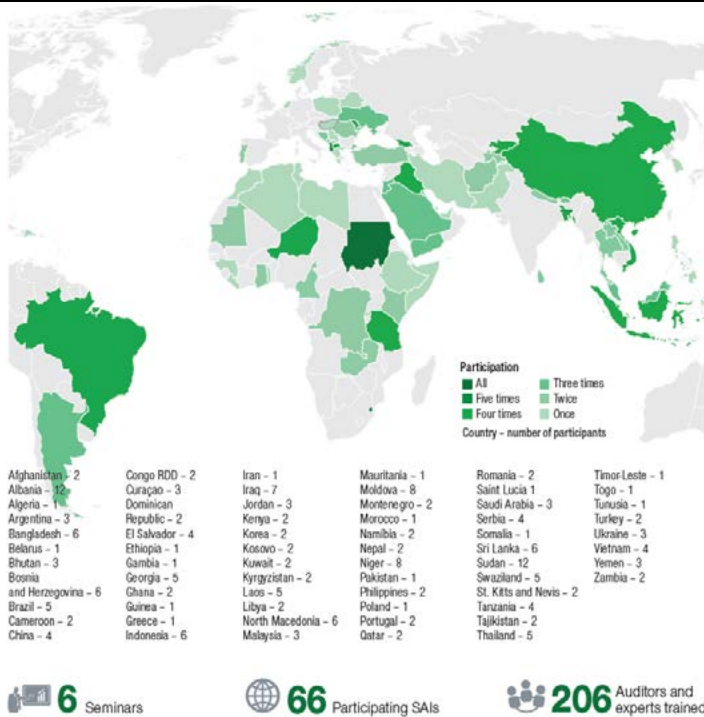 Participation
All
Five times
Four times
Three times
Twice
Once
Country – number of participants
Afghanistan – 2
Albania – 12
Algeria – 1
Argentina – 3
Bangladesh – 6
Belarus – 1
Bhutan – 3
Bosnia
and Herzegovina – 6
Brazil – 5
Cameroon – 2
China – 4
Congo RDD – 2
Curaçao – 3
Dominican
Republic – 2
El Salvador – 4
Ethiopia – 1
Gambia – 1
Georgia – 5
Ghana – 2
Guinea – 1
Greece – 1
Indonesia – 6
Iran – 1
Iraq – 7
Jordan – 3
Kenya – 2
Korea – 2
Kosovo – 2
Kuwait – 2
Kyrgyzistan – 2
Laos – 5
Libya – 2
North Macedonia – 6
Malaysia – 3
Mauritania – 1
Moldova – 8
Montenegro – 2
Morocco – 1
Namibia – 2
Nepal – 2
Niger – 8
Pakistan – 1
Philippines – 2
Poland – 1
Portugal – 2
Qatar – 2
Romania – 2
Saint Lucia 1
Saudi Arabia – 3
Serbia – 4
Somalia – 1
Sri Lanka – 6
Sudan – 12
Swaziland – 5
St. Kitts and Nevis – 2
Tanzania – 4
Tajikistan – 2
Thailand – 5
Timor-Leste – 1
Togo – 1
Tunusia – 1
Turkey – 2
Ukraine – 3
Vietnam – 4
Yemen – 3
Zambia – 2
6 Seminars
66 Participating SAIs
206 Auditors and
experts trained